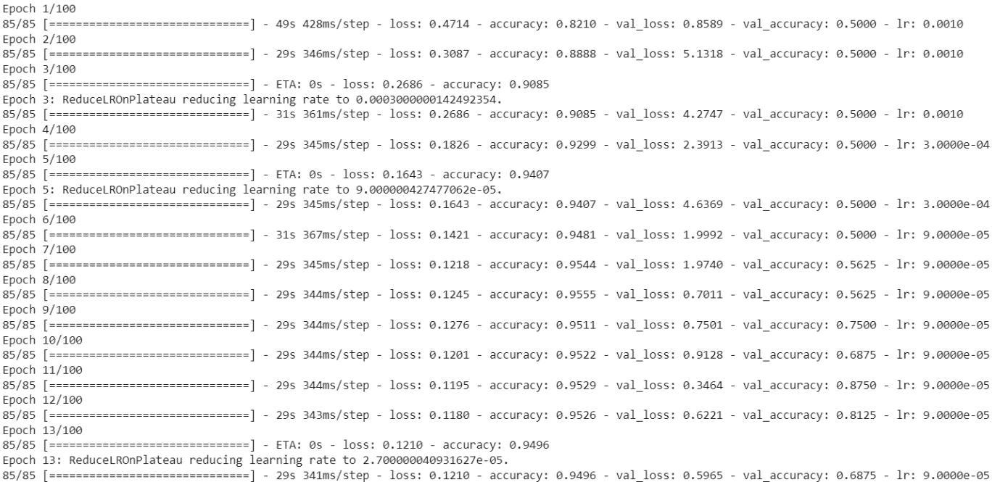 Epoch 1/100
85/85 [==============================] - 49s 428ms/step - loss: 0.4714 - accuracy: 0.8210 - val_loss: 0.8589 - val_accuracy: 0.5000 - lr: 0.0010
Epoch 2/100
85/85 [==============================] - 29s 346ms/step - loss: 0.3087 - accuracy: 0.8888 - val_loss: 5.1318 - val_accuracy: 0.5000 - lr: 0.0010
Epoch 3/100
85/85 [==============================] - ETA: 0s - loss: 0.2686 - accuracy: 0.9085
Epoch 3: ReduceLROnPlateau reducing learning rate to 0.0003000000142492354.
85/85 [==============================] - 31s 361ms/step - loss: 0.2686 - accuracy: 0.9085 - val_loss: 4.2747 - val_accuracy: 0.5000 - lr: 0.0010
Epoch 4/100
85/85 [==============================] - 29s 345ms/step - loss: 0.1826 - accuracy: 0.9299 - val_loss: 2.3913 - val_accuracy: 0.5000 - lr: 3.0000e-04
Epoch 5/100
85/85 [==============================] - ETA: 0s - loss: 0.1643 - accuracy: 0.9407
Epoch 5: ReduceLROnPlateau reducing learning rate to 9.000000427477062e-05.
85/85 [==============================] - 29s 345ms/step - loss: 0.1643 - accuracy: 0.9407 - val_loss: 4.6369 - val_accuracy: 0.5000 - lr: 3.0000e-04
Epoch 6/100
85/85 [==============================] - 31s 367ms/step - loss: 0.1421 - accuracy: 0.9481 - val_loss: 1.9992 - val_accuracy: 0.5000 - lr: 9.0000e-05
Epoch 7/100
85/85 [==============================] - 29s 345ms/step - loss: 0.1218 - accuracy: 0.9544 - val_loss: 1.9740 - val_accuracy: 0.5625 - lr: 9.0000e-05
Epoch 8/100
85/85 [==============================] - 29s 344ms/step - loss: 0.1245 - accuracy: 0.9555 - val_loss: 0.7011 - val_accuracy: 0.5625 - lr: 9.0000e-05
Epoch 9/100
85/85 [==============================] - 29s 344ms/step - loss: 0.1276 - accuracy: 0.9511 - val_loss: 0.7501 - val_accuracy: 0.7500 - lr: 9.0000e-05
Epoch 10/100
85/85 [==============================] - 29s 344ms/step - loss: 0.1201 - accuracy: 0.9522 - val_loss: 0.9128 - val_accuracy: 0.6875 - lr: 9.0000e-05
Epoch 11/100
85/85 [==============================] - 29s 344ms/step - loss: 0.1195 - accuracy: 0.9529 - val_loss: 0.3464 - val_accuracy: 0.8750 - lr: 9.0000e-05
Epoch 12/100
85/85 [==============================] - 29s 343ms/step - loss: 0.1180 - accuracy: 0.9526 - val_loss: 0.6221 - val_accuracy: 0.8125 - lr: 9.0000e-05
Epoch 13/100
85/85 [==============================] - ETA: 0s - loss: 0.1210 - accuracy: 0.9496
Epoch 13: ReduceLROnPlateau reducing learning rate to 2.700000040931627e-05.
85/85 [==============================] - 29s 341ms/step - loss: 0.1210 - accuracy: 0.9496 - val_loss: 0.5965 - val_accuracy: 0.6875 - lr: 9.0000e-05